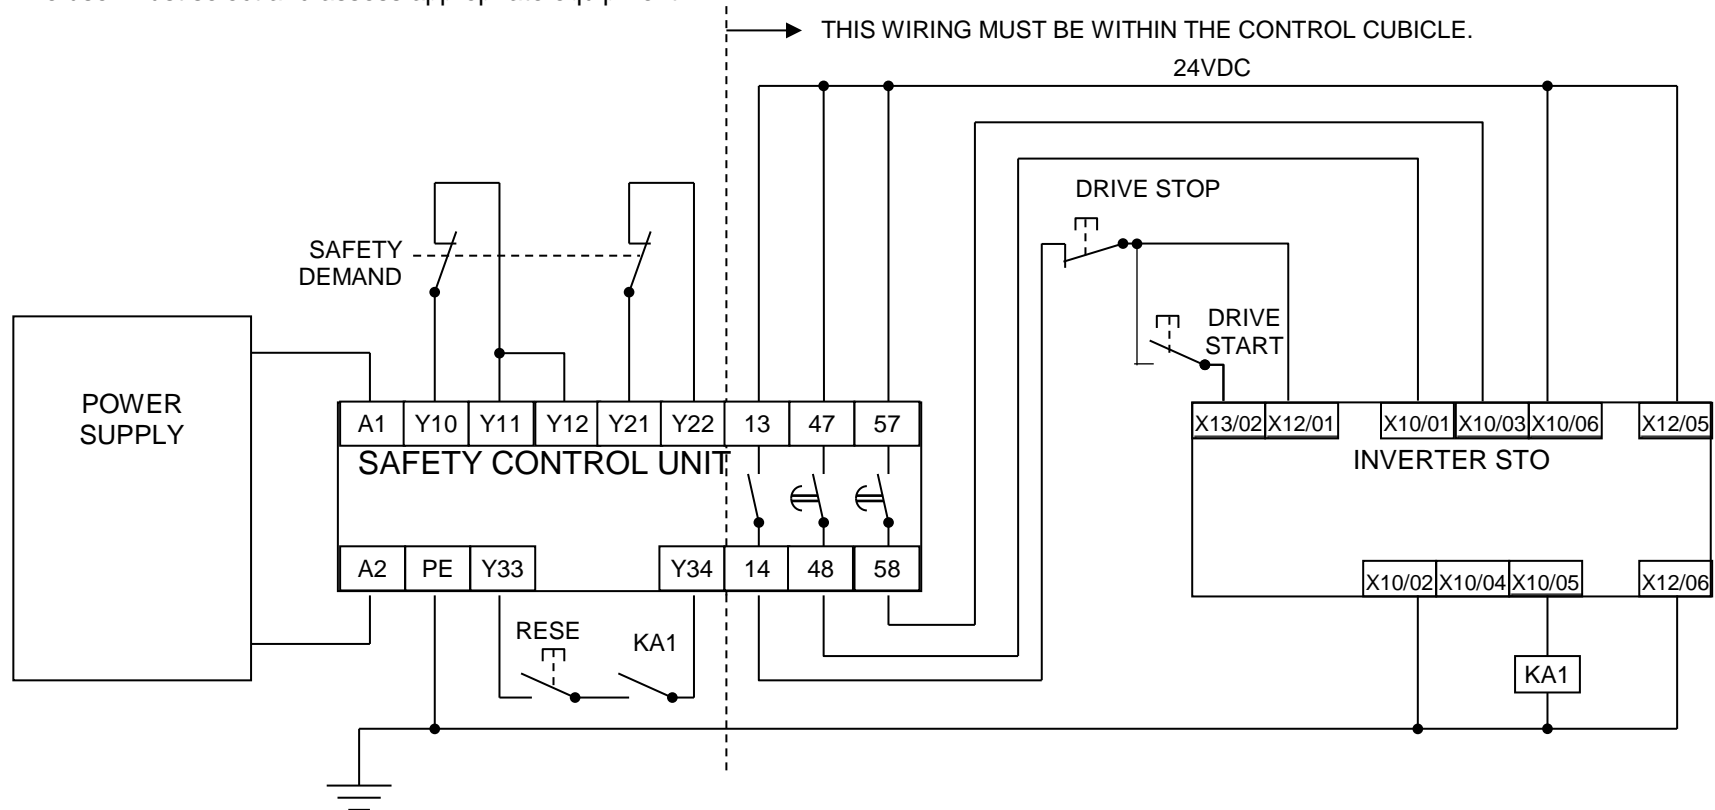 THIS WIRING MUST BE WITHIN THE CONTROL CUBICLE.
24VDC
DRIVE STOP
SAFETY
DEMAND
DRIVE
START
POWER
SUPPLY
A1 Y10 Y11 Y12 Y21 Y22 13 47 57
X13/02 X12/01 X10/01 X10/03 X10/06 X12/05
SAFETY CONTROL UNIT
INVERTER STO
A2 PE Y33 Y34 14 48 58
X10/02 X10/04 X10/05 X12/06
RESE
KA1
KA1